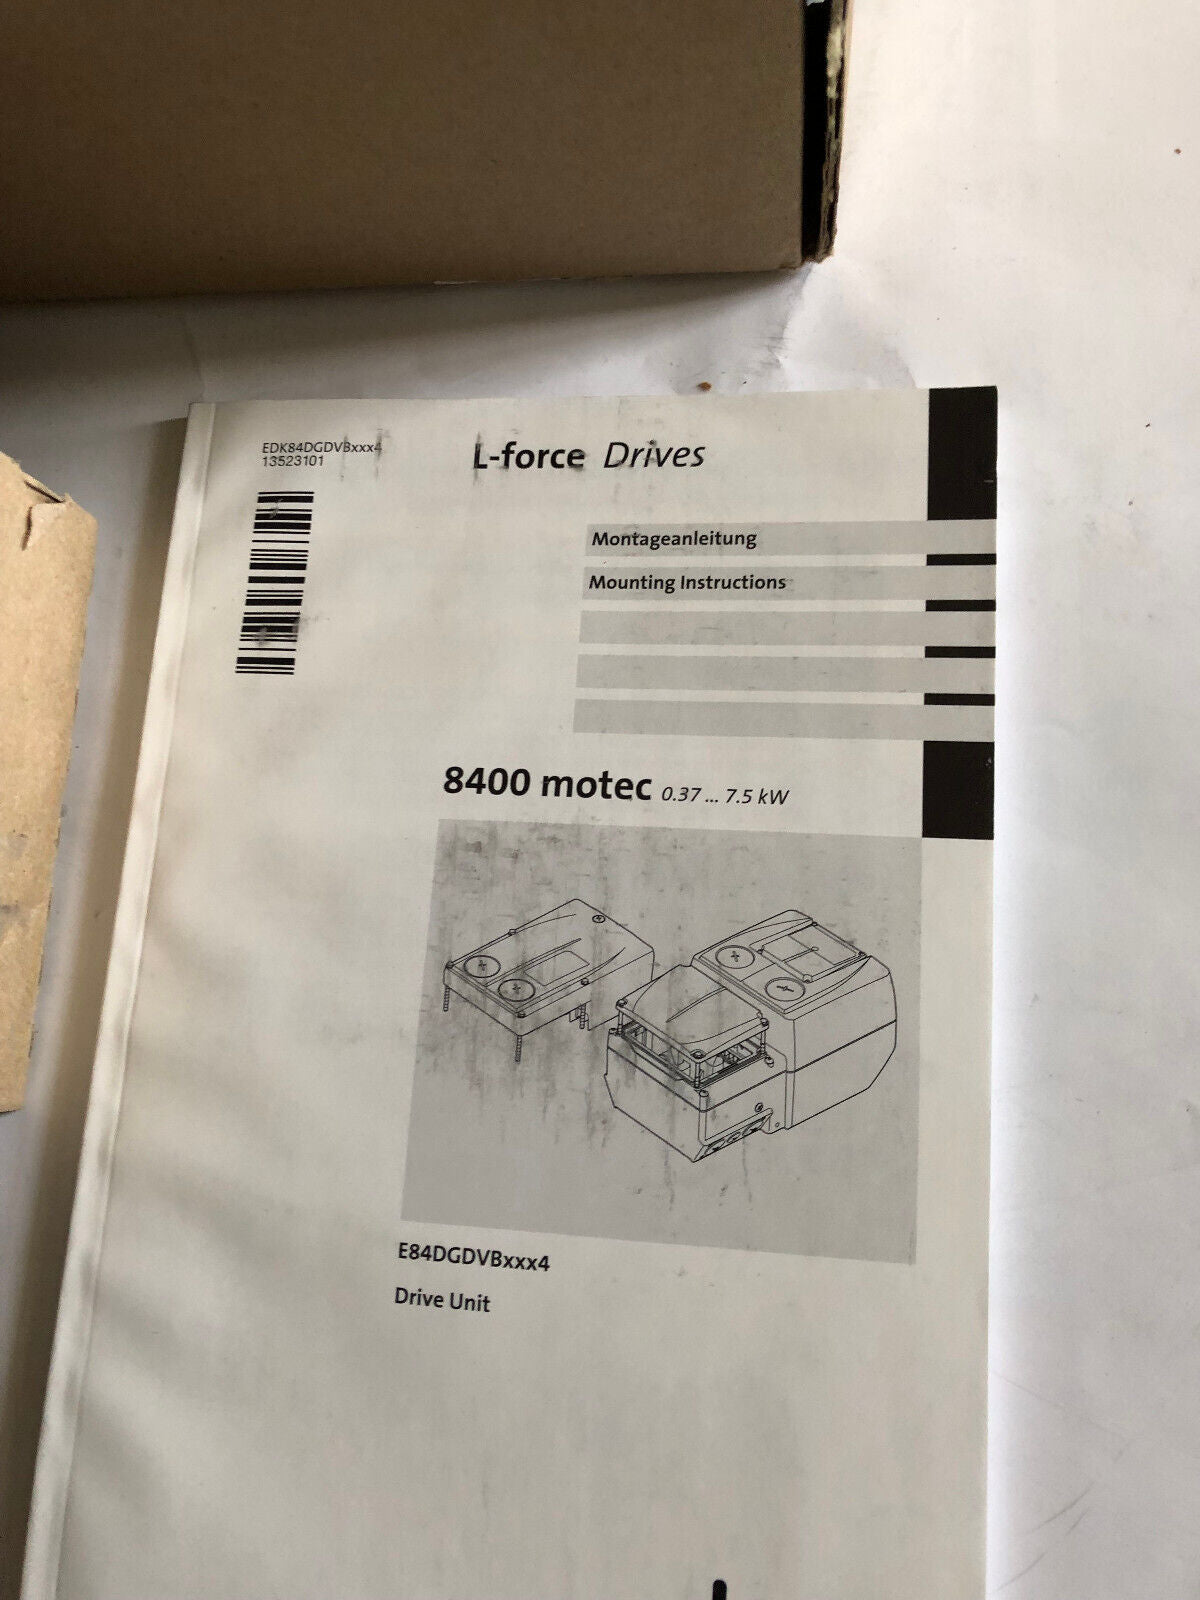 EDK84DGDVBxxx4
13523101
L-force Drives
Montageanleitung
Mounting Instructions
8400 motec 0.37 ... 7.5 kW
E84DGDVBxxx4
Drive Unit